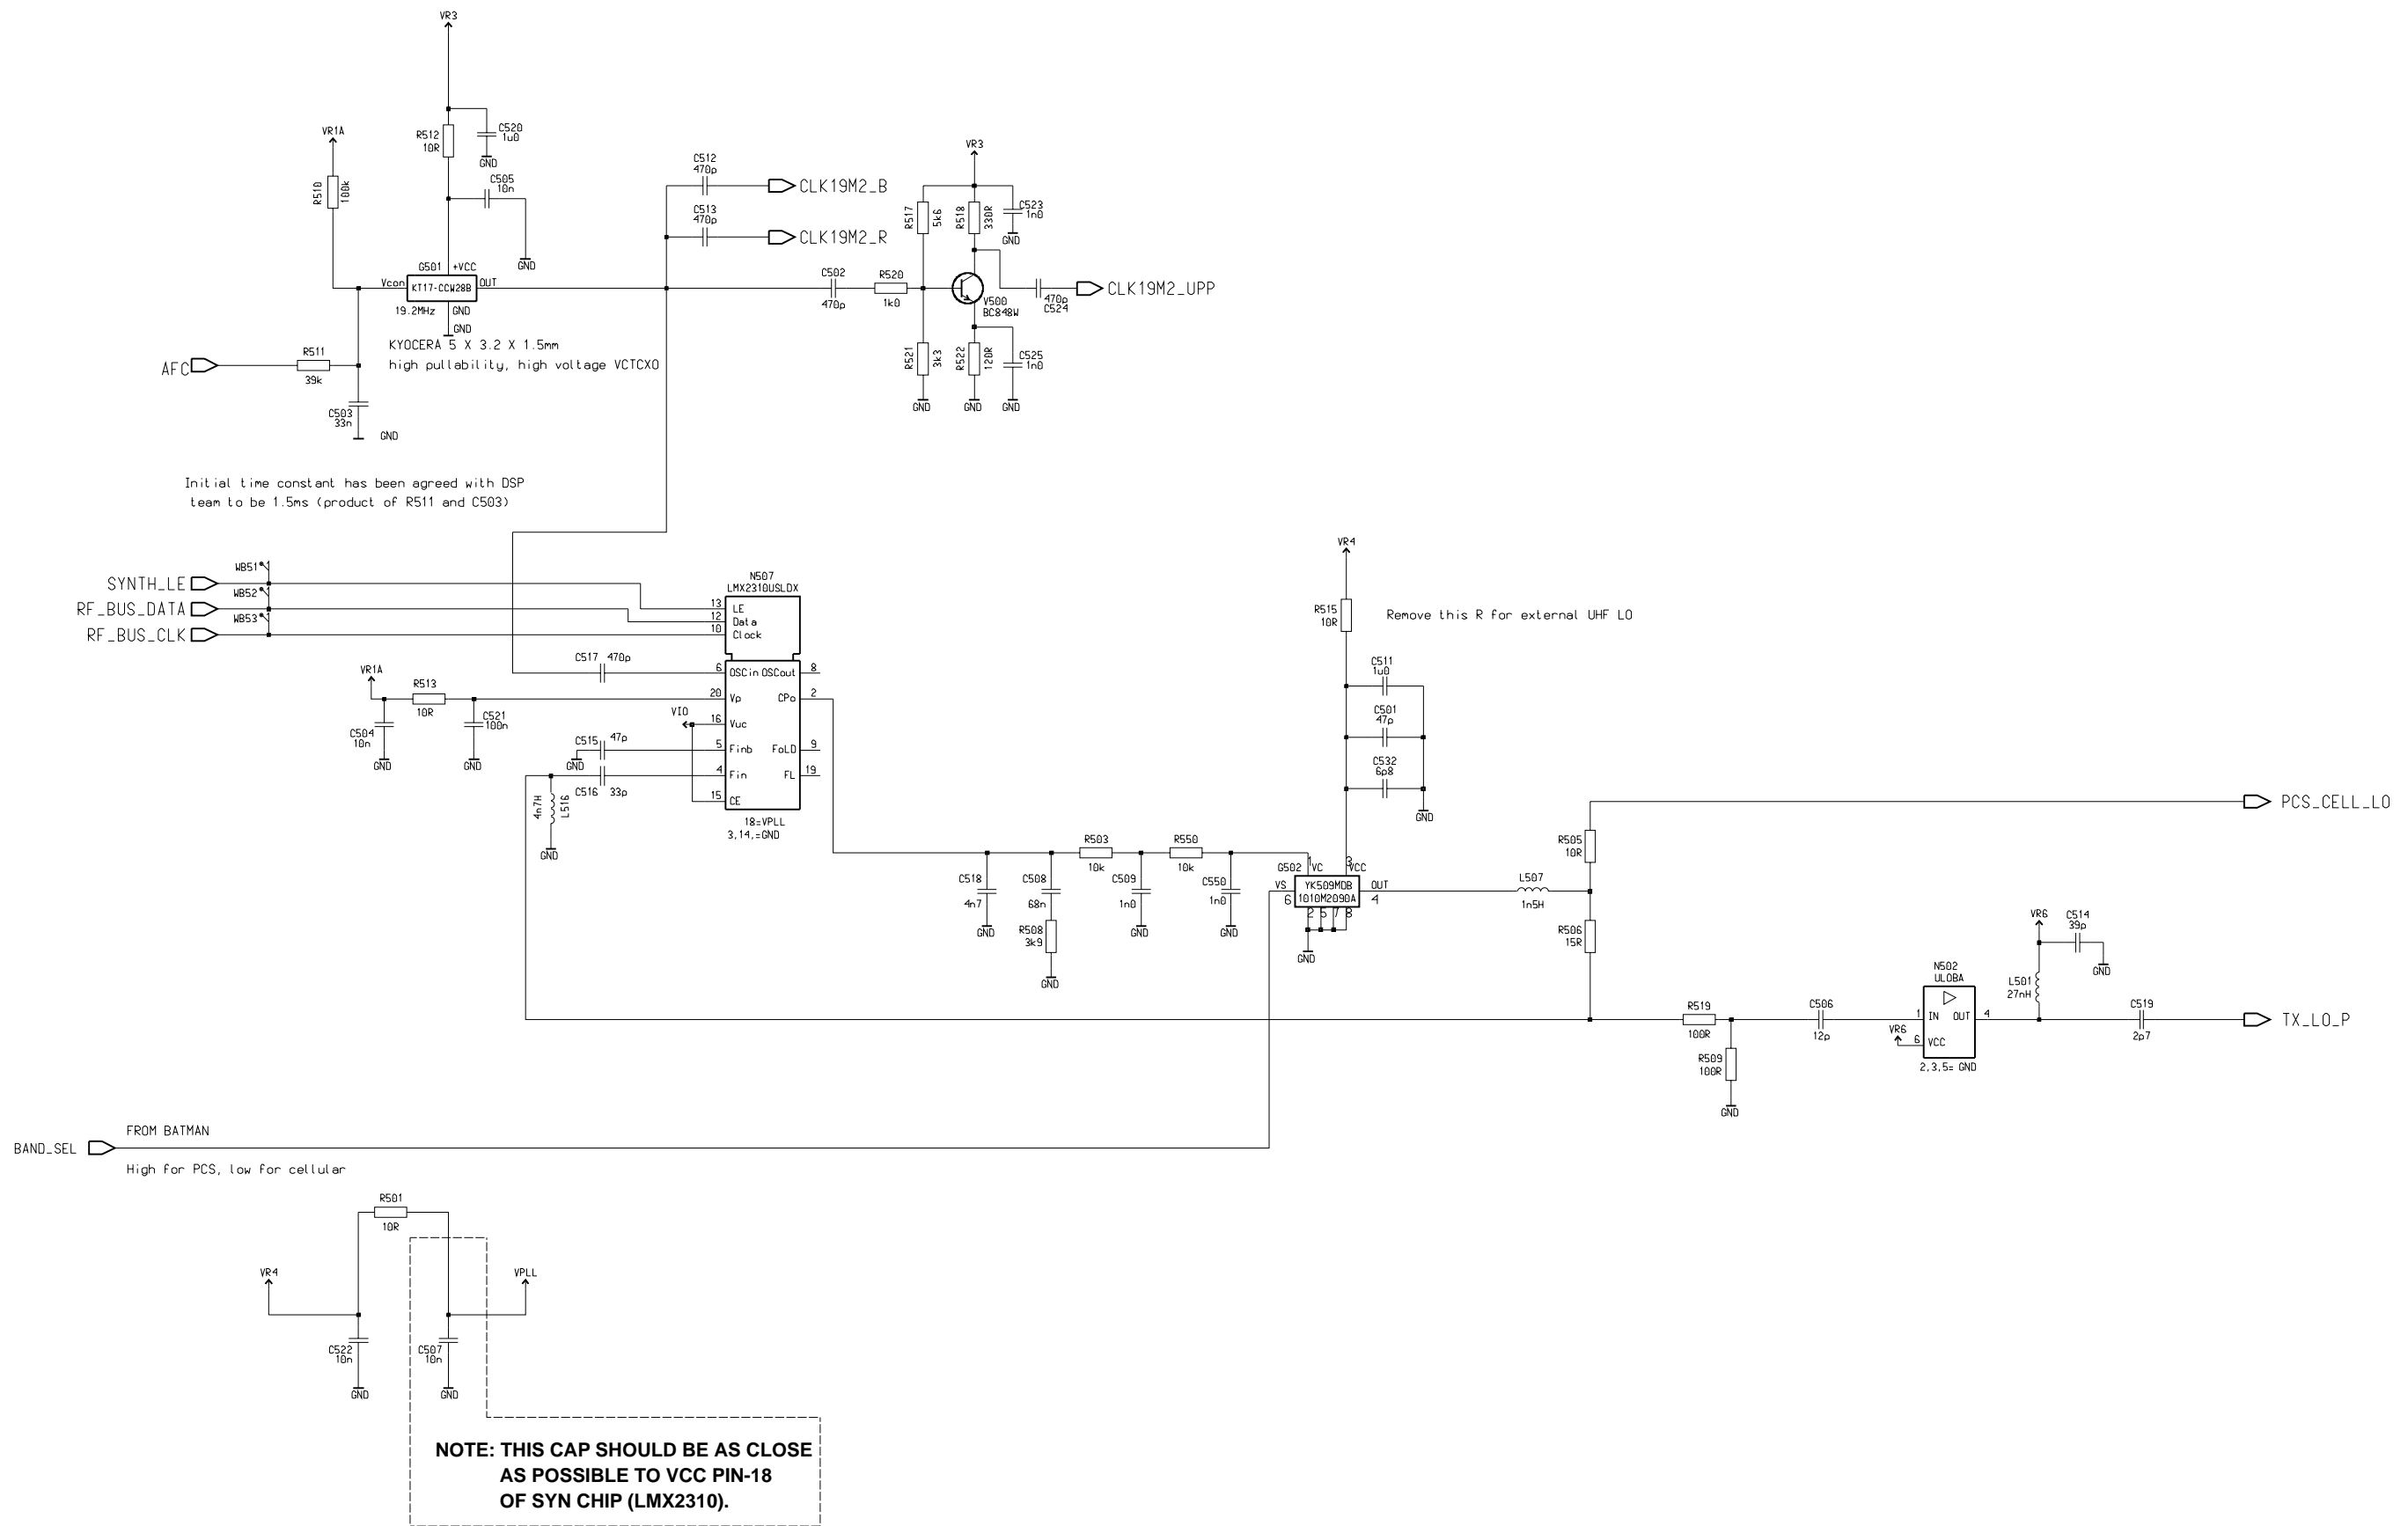 VR3
VR1A
R510
100k
R512
10R
C520
1u0
GND
C505
10n
GND
G501
+VCC
Vcon
KT17-CCW28B
OUT
19.2MHz
GND
GND
KYOCERA 5 X 3.2 X 1.5mm
high pullability, high voltage VCTCXO
AFC
R511
39k
C503
33n
GND
C512
470p
CLK19M2_B
C513
470p
CLK19M2_R
C502
470p
R520
1k0
VR3
R517
5k6
R518
330R
C523
1n0
GND
V500
BC848W
470p
C524
CLK19M2_UPP
R521
3k3
R522
120R
C525
1n0
GND
GND
GND
Initial time constant has been agreed with DSP
team to be 1.5ms (product of R511 and C503)
SYNTH_LE
RF_BUS_DATA
RF_BUS_CLK
WB51
WB52
WB53
N507
LMX2310USLDX
13
LE
12
Data
10
Clock
C517
470p
6
OSCin
OSCout
8
VR1A
R513
10R
20
Vp
CPo
2
C504
10n
GND
C521
100n
GND
VIO
16
Vuc
C515
47p
GND
5
Finb
FoLD
9
4
Fin
FL
19
C516
33p
4n7H
L516
GND
15
CE
18=VPLL
3,14,=GND
VR4
R515
10R
Remove this R for external UHF LO
C511
1u0
C501
47p
C532
6p8
GND
C518
4n7
GND
C508
68n
R508
3k9
GND
R503
10k
C509
1n0
GND
R550
10k
C550
1n0
GND
G502
1
VC
3
VCC
VS
6
YK509MDB
1010M2090A
OUT
4
2 5 7 8
GND
L507
1n5H
R505
10R
PCS_CELL_LO
R506
15R
R519
100R
R509
100R
GND
C506
12p
N502
ULOBA
1
IN
OUT
4
VR6
6
VCC
2,3,5= GND
VR6
C514
39p
GND
L501
27nH
C519
2p7
TX_LO_P
FROM BATMAN
BAND_SEL
High for PCS, low for cellular
R501
10R
VR4
VPLL
C522
10n
GND
C507
10n
GND
NOTE: THIS CAP SHOULD BE AS CLOSE
AS POSSIBLE TO VCC PIN-18
OF SYN CHIP (LMX2310).